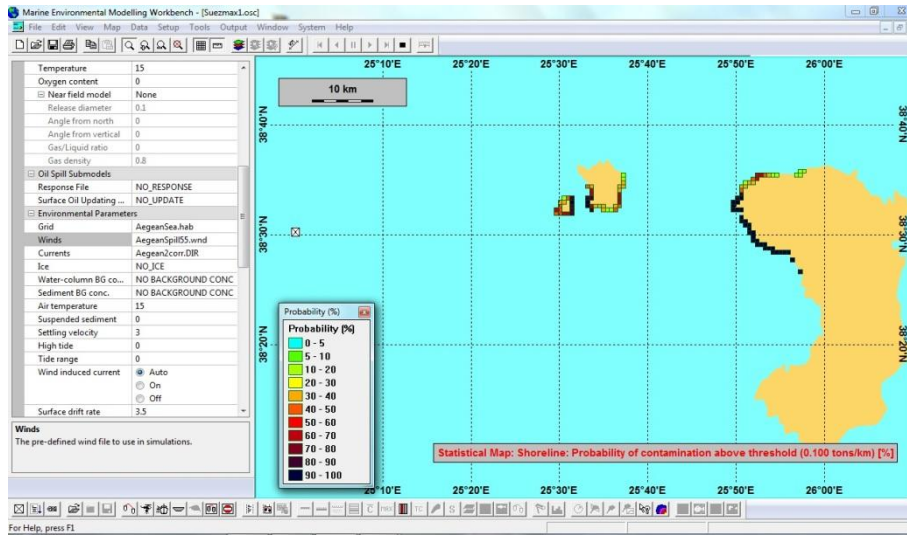 Marine Environmental Modelling Workbench - [Suezmax1.osc]
File Edit View Map Data Setup Tools Output Window System Help
Temperature 15
Oxygen content 0
Near field model None
Release diameter 0.1
Angle from north 0
Angle from vertical 0
Gas/Liquid ratio 0
Gas density 0.8
Oil Spill Submodels
Response File NO_RESPONSE
Surface Oil Updating ... NO_UPDATE
Environmental Parameters
Grid AegeanSea.hab
Winds AegeanSpill55.wnd
Currents Aegean2corr.DIR
Ice NO_ICE
Water-column BG co... NO BACKGROUND CONC
Sediment BG conc. NO BACKGROUND CONC
Air temperature 15
Suspended sediment 0
Settling velocity 3
High tide 0
Tide range 0
Wind induced current Auto
On
Off
Surface drift rate 3.5
Winds
The pre-defined wind file to use in simulations.
25°10'E 25°20'E 25°30'E 25°40'E 25°50'E 26°00'E
10 km
38°40'N 38°40'N
38°30'N 38°30'N
38°20'N 38°20'N
Probability (%)
Probability (%)
0 - 5
5 - 10
10 - 20
20 - 30
30 - 40
40 - 50
50 - 60
60 - 70
70 - 80
80 - 90
90 - 100
Statistical Map: Shoreline: Probability of contamination above threshold (0.100 tons/km) [%]
25°10'E 25°20'E 25°30'E 25°40'E 25°50'E 26°00'E
For Help, press F1